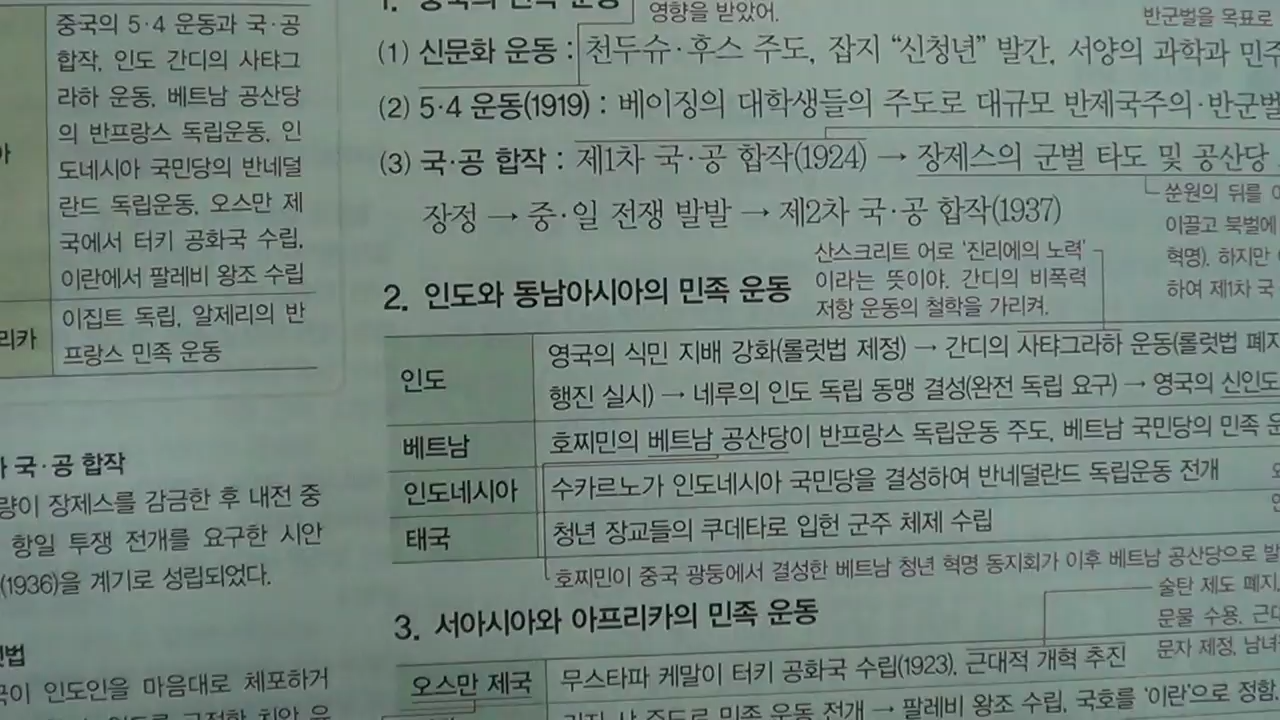 중국의 5·4 운동과 국·공
합작, 인도 간디의 사탸그
라하 운동, 베트남 공산당
의 반프랑스 독립운동, 인
도네시아 국민당의 반네덜
란드 독립운동, 오스만 제
국에서 터키 공화국 수립,
이란에서 팔레비 왕조 수립
리카
이집트 독립, 알제리의 반
프랑스 민족 운동
국·공 합작
량이 장제스를 감금한 후 내전 중
항일 투쟁 전개를 요구한 시안
(1936)을 계기로 성립되었다.
국이 인도인을 마음대로 체포하거
영향을 받았어.
반군벌을 목표로
(1) 신문화 운동 : 천두슈·후스 주도, 잡지 “신청년” 발간, 서양의 과학과 민주
(2) 5·4 운동(1919) : 베이징의 대학생들의 주도로 대규모 반제국주의·반군벌
(3) 국·공 합작 : 제1차 국·공 합작(1924) → 장제스의 군벌 타도 및 공산당
쑨원의 뒤를
장정 → 중·일 전쟁 발발 → 제2차 국·공 합작(1937)
이끌고 북벌에
혁명). 하지만
하여 제1차 국
산스크리트 어로 ‘진리에의 노력’
이라는 뜻이야. 간디의 비폭력
저항 운동의 철학을 가리켜.
2. 인도와 동남아시아의 민족 운동
인도
영국의 식민 지배 강화(롤럿법 제정) → 간디의 사탸그라하 운동(롤럿법 폐지
행진 실시) → 네루의 인도 독립 동맹 결성(완전 독립 요구) → 영국의 신인도
베트남
호찌민의 베트남 공산당이 반프랑스 독립운동 주도, 베트남 국민당의 민족 운
인도네시아
수카르노가 인도네시아 국민당을 결성하여 반네덜란드 독립운동 전개
태국
청년 장교들의 쿠데타로 입헌 군주 체제 수립
호찌민이 중국 광둥에서 결성한 베트남 청년 혁명 동지회가 이후 베트남 공산당으로 발
3. 서아시아와 아프리카의 민족 운동
술탄 제도 폐지
문물 수용, 근대
문자 제정, 남녀
오스만 제국
무스타파 케말이 터키 공화국 수립(1923), 근대적 개혁 추진
주도로 민족 운동 전개 → 팔레비 왕조 수립, 국호를 ‘이란’으로 정함,